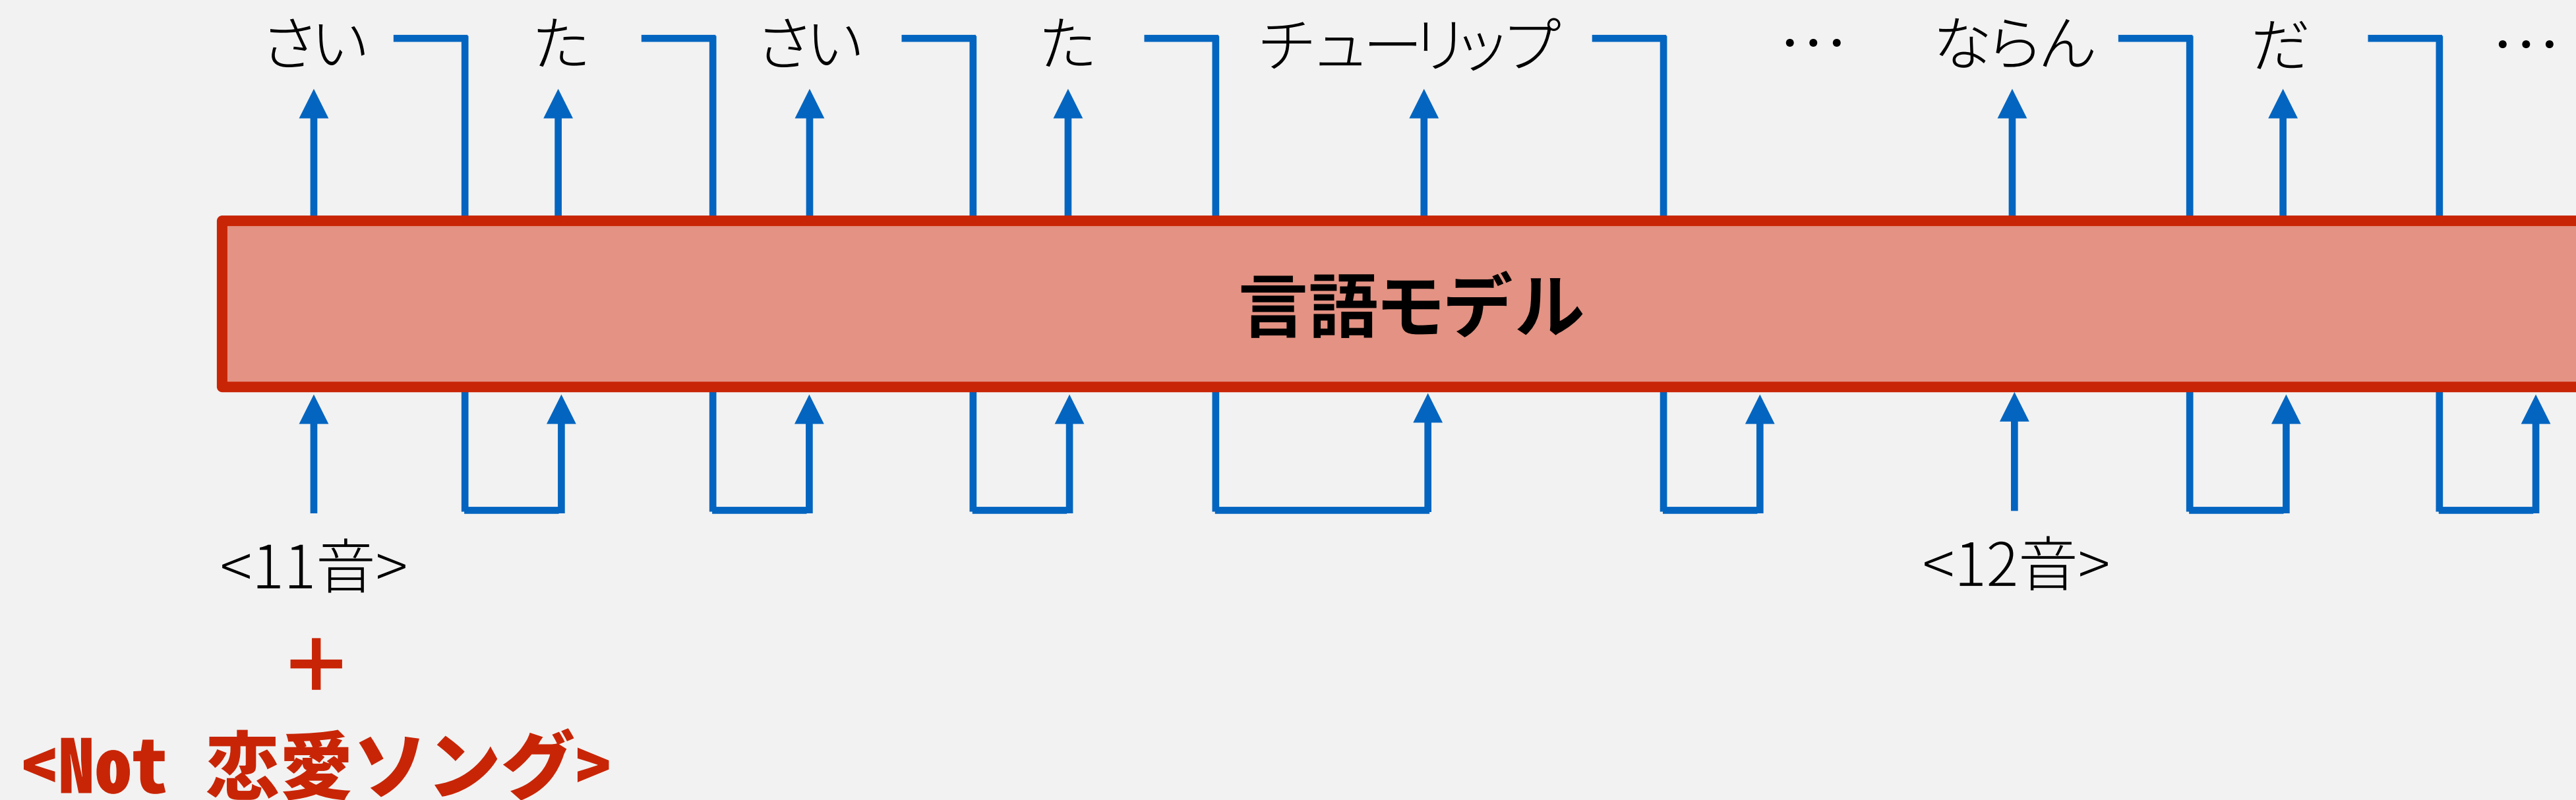 さい た さい た チューリップ ・・・ ならん だ ・・・
言語モデル
<11音> <12音>
+
<Not 恋愛ソング>